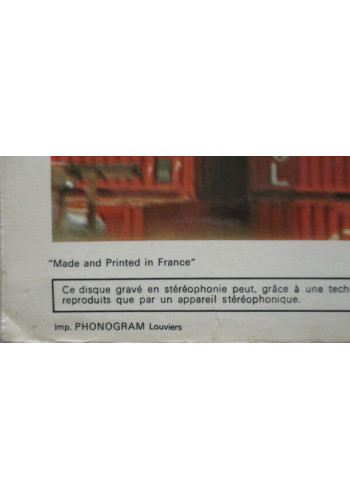 OL
"Made and Printed in France"
Ce disque gravé en stéréophonie peut, grâce à une tech
reproduits que par un appareil stéréophonique.
Imp. PHONOGRAM Louviers